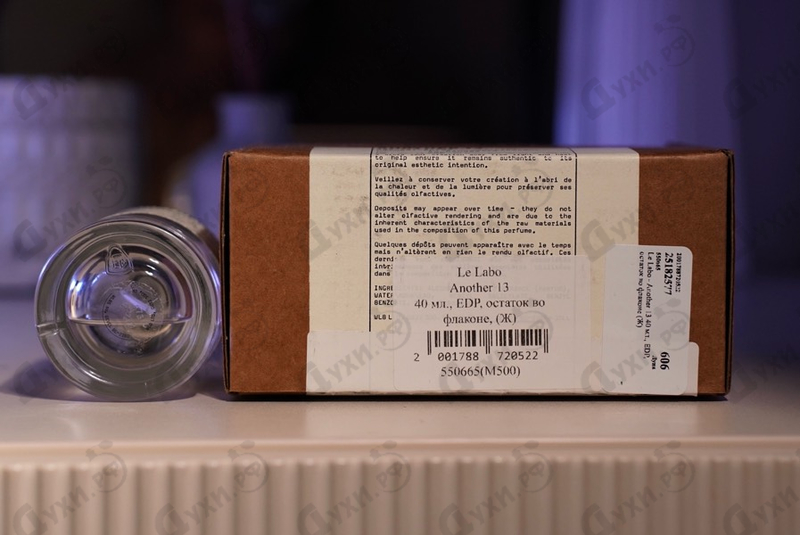 to help ensure it remains authentic to its
original esthetic intention.
Veillez à conserver votre création à l'abri de
la chaleur et de la lumière pour préserver ses
qualités olfactives.
Deposits may appear over time - they do not
alter olfactive rendering and are due to the
inherent characteristics of the raw materials
used in the composition of this perfume.
Quelques dépôts peuvent apparaître avec le temps
mais n'altèrent en rien le rendu olfactif. Ces
Le Labo
Another 13
40 мл., EDP, остаток во
флаконе, (Ж)
2 001788 720522
550665(M500)
2001788720522
25182577
550665
Le Labo - Another 13 40 мл., EDP,
остаток во флаконе (Ж)
606
Духи.РФ